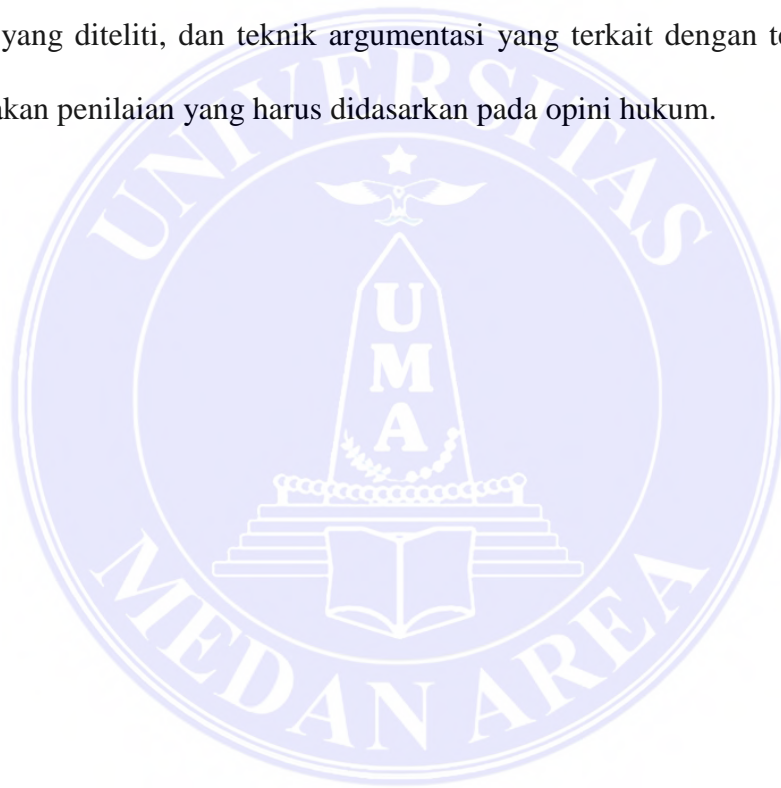 yang diteliti, dan teknik argumentasi yang terkait dengan te
akan penilaian yang harus didasarkan pada opini hukum.
UNIVERSITAS
U
M
A
MEDAN AREA